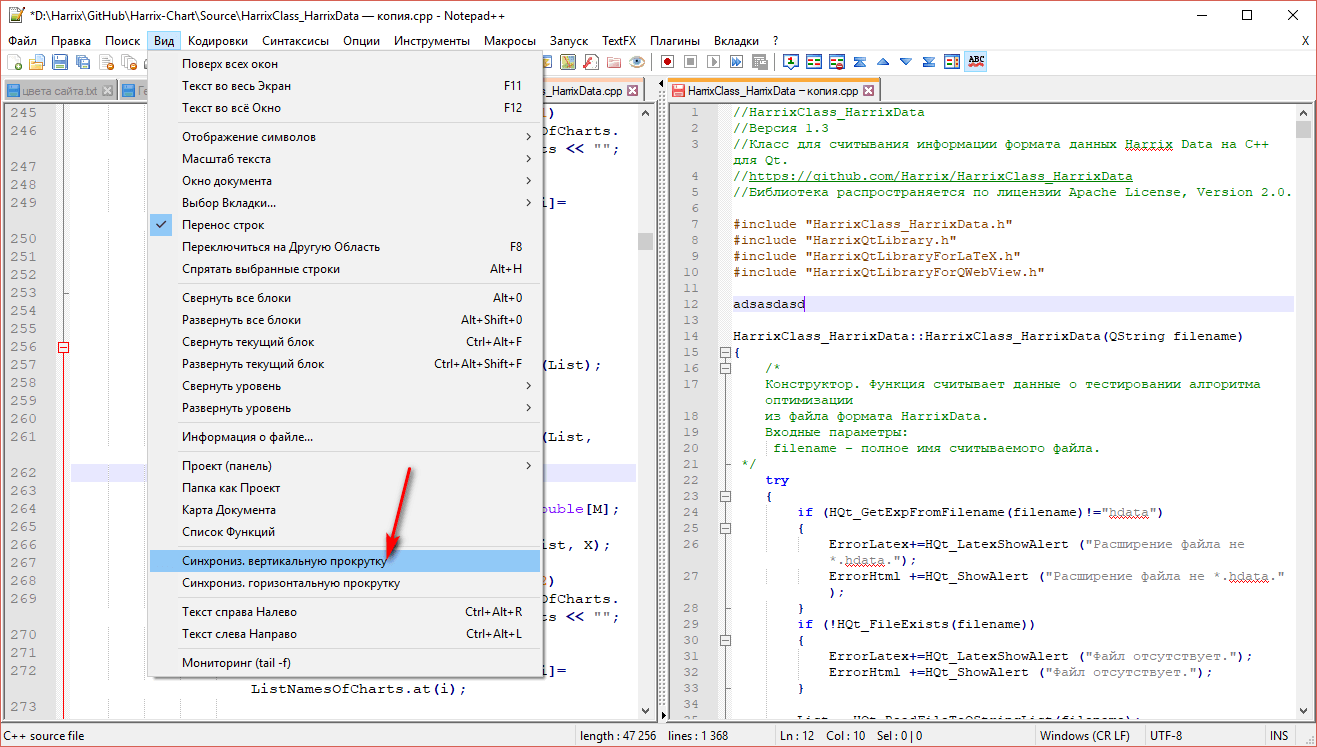 *D:\Harrix\GitHub\Harrix-Chart\Source\HarrixClass_HarrixData — копия.cpp - Notepad++
Файл Правка Поиск Вид Кодировки Синтаксисы Опции Инструменты Макросы Запуск TextFX Плагины Вкладки ? X
цвета сайта.txt
_HarrixData.cpp
Поверх всех окон
Текст во весь Экран F11
Текст во всё Окно F12
Отображение символов
Масштаб текста
Окно документа
Выбор Вкладки...
Перенос строк
Переключиться на Другую Область F8
Спрятать выбранные строки Alt+H
Свернуть все блоки Alt+0
Развернуть все блоки Alt+Shift+0
Свернуть текущий блок Ctrl+Alt+F
Развернуть текущий блок Ctrl+Alt+Shift+F
Свернуть уровень
Развернуть уровень
Информация о файле...
Проект (панель)
Папка как Проект
Карта Документа
Список Функций
Синхрониз. вертикальную прокрутку
Синхрониз. горизонтальную прокрутку
Текст справа Налево Ctrl+Alt+R
Текст слева Направо Ctrl+Alt+L
Мониторинг (tail -f)
245 )
246 OfCharts.
ts << "";
247
248
249 i]=
250
251
252
253
254
255
256
257 (List);
258
259
260
261 (List,
262
263
264 ouble[M];
265
266 ist, X);
267
268 2)
269 OfCharts.
ts << "";
270
271
272 i]=
ListNamesOfCharts.at(i);
273
HarrixClass_HarrixData — копия.cpp
1 //HarrixClass_HarrixData
2 //Версия 1.3
3 //Класс для считывания информации формата данных Harrix Data на C++
для Qt.
4 //https://github.com/Harrix/HarrixClass_HarrixData
5 //Библиотека распространяется по лицензии Apache License, Version 2.0.
6
7 #include "HarrixClass_HarrixData.h"
8 #include "HarrixQtLibrary.h"
9 #include "HarrixQtLibraryForLaTeX.h"
10 #include "HarrixQtLibraryForQWebView.h"
11
12 adsasdasd
13
14 HarrixClass_HarrixData::HarrixClass_HarrixData(QString filename)
15 {
16 /*
17 Конструктор. Функция считывает данные о тестировании алгоритма
оптимизации
18 из файла формата HarrixData.
19 Входные параметры:
20 filename - полное имя считываемого файла.
21 */
22 try
23 {
24 if (HQt_GetExpFromFilename(filename)!="hdata")
25 {
26 ErrorLatex+=HQt_LatexShowAlert ("Расширение файла не
*.hdata.");
27 ErrorHtml +=HQt_ShowAlert ("Расширение файла не *.hdata."
);
28 }
29 if (!HQt_FileExists(filename))
30 {
31 ErrorLatex+=HQt_LatexShowAlert ("Файл отсутствует.");
32 ErrorHtml +=HQt_ShowAlert ("Файл отсутствует.");
33 }
34
C++ source file length : 47 256 lines : 1 368 Ln : 12 Col : 10 Sel : 0 | 0 Windows (CR LF) UTF-8 INS